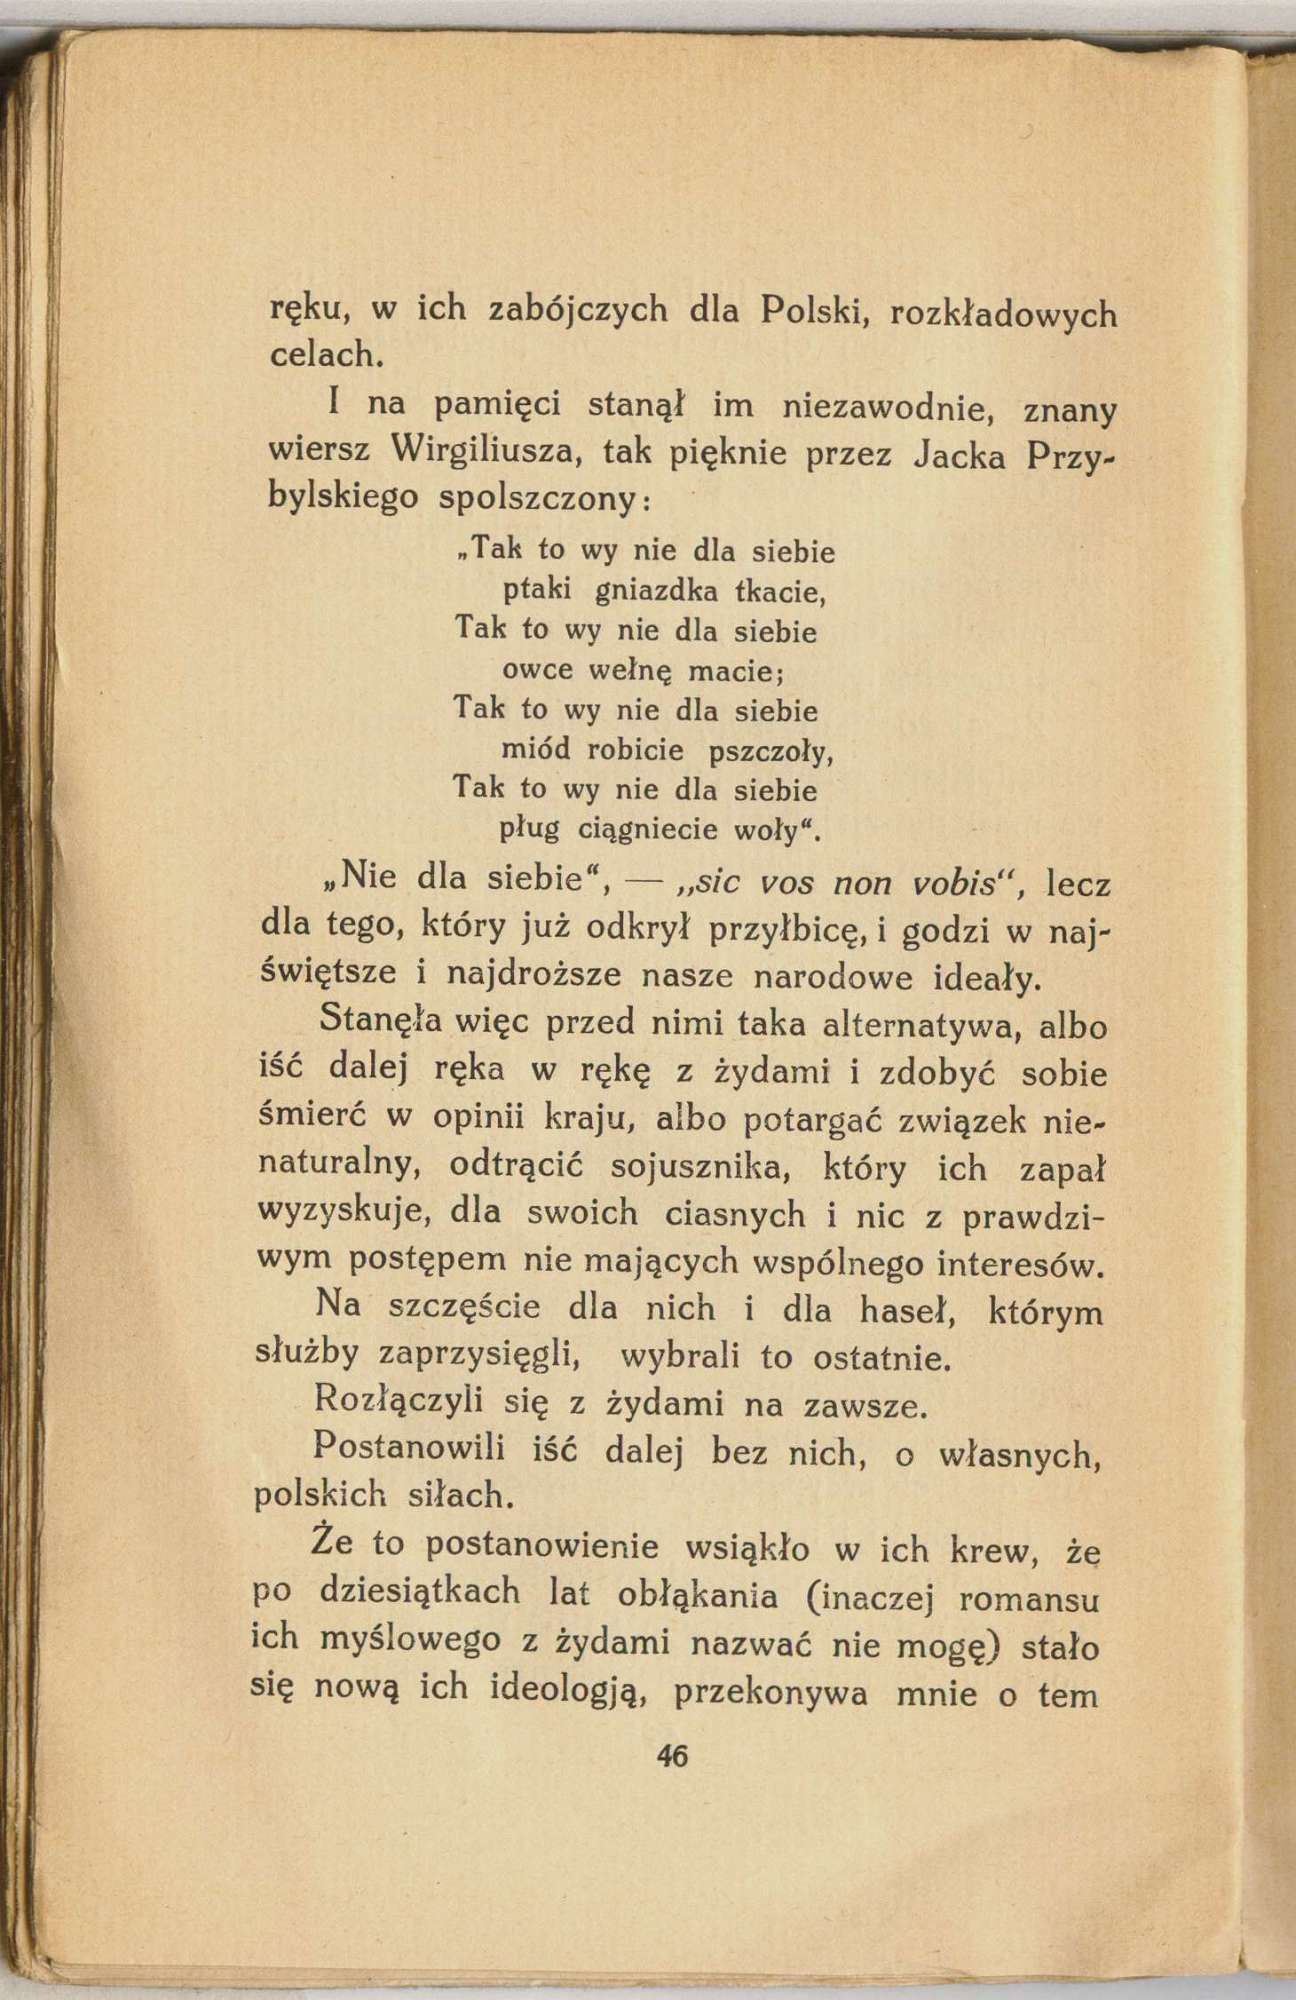 ręku, w ich zabójczych dla Polski, rozkładowych
celach.
I na pamięci stanął im niezawodnie, znany
wiersz Wirgiliusza, tak pięknie przez Jacka Przy-
bylskiego spolszczony:
„Tak to wy nie dla siebie
ptaki gniazdka tkacie,
Tak to wy nie dla siebie
owce wełnę macie;
Tak to wy nie dla siebie
miód robicie pszczoły,
Tak to wy nie dla siebie
pług ciągniecie woły“.
„Nie dla siebie“, — „sic vos non vobis“, lecz
dla tego, który już odkrył przyłbicę, i godzi w naj-
świętsze i najdroższe nasze narodowe ideały.
Stanęła więc przed nimi taka alternatywa, albo
iść dalej ręka w rękę z żydami i zdobyć sobie
śmierć w opinii kraju, albo potargać związek nie-
naturalny, odtrącić sojusznika, który ich zapał
wyzyskuje, dla swoich ciasnych i nic z prawdzi-
wym postępem nie mających wspólnego interesów.
Na szczęście dla nich i dla haseł, którym
służby zaprzysięgli, wybrali to ostatnie.
Rozłączyli się z żydami na zawsze.
Postanowili iść dalej bez nich, o własnych,
polskich siłach.
Że to postanowienie wsiąkło w ich krew, że
po dziesiątkach lat obłąkania (inaczej romansu
ich myślowego z żydami nazwać nie mogę) stało
się nową ich ideologją, przekonywa mnie o tem
46